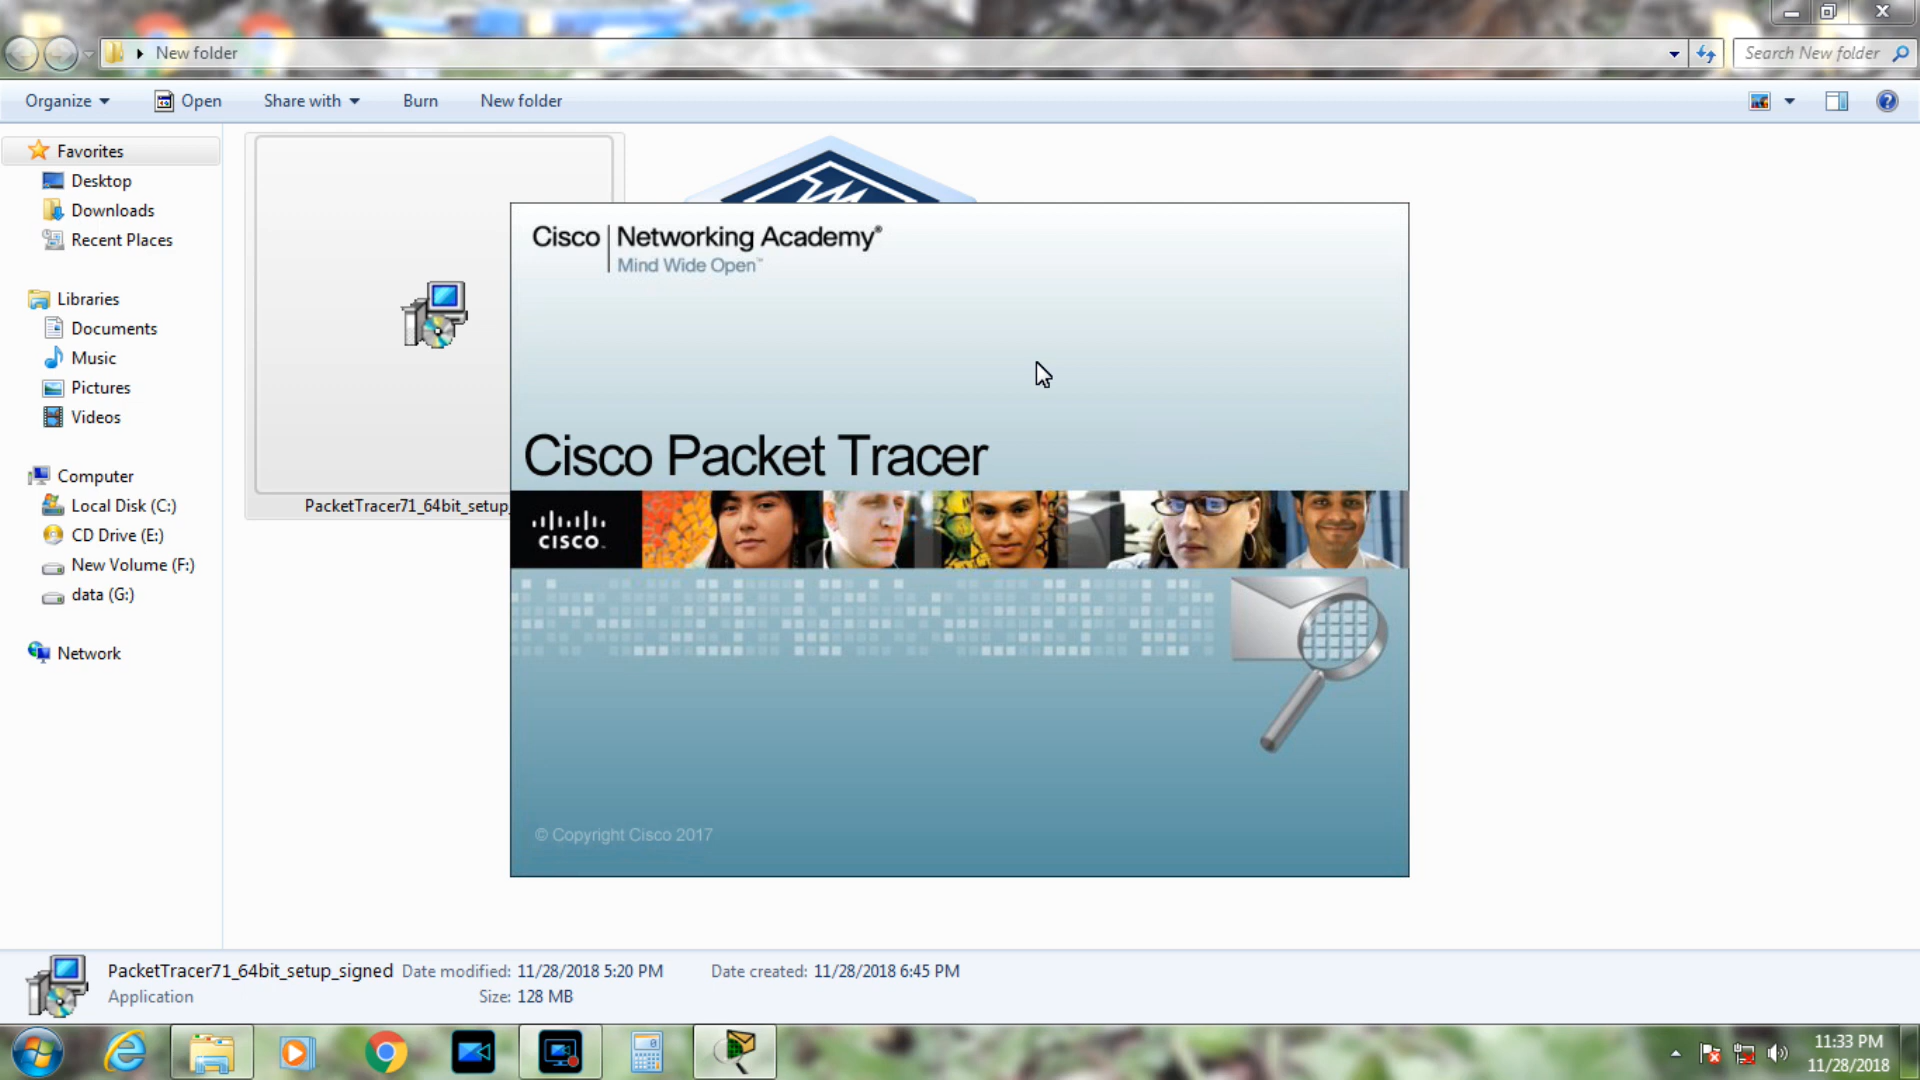 New folder
Search New folder
Organize
Open
Share with
Burn
New folder
Favorites
Desktop
Downloads
Recent Places
Libraries
Documents
Music
Pictures
Videos
Computer
Local Disk (C:)
CD Drive (E:)
New Volume (F:)
data (G:)
Network
PacketTracer71_64bit_setup_
Cisco Networking Academy®
Mind Wide Open™
Cisco Packet Tracer
CISCO
© Copyright Cisco 2017
PacketTracer71_64bit_setup_signed Date modified: 11/28/2018 5:20 PM Date created: 11/28/2018 6:45 PM
Application Size: 128 MB
11:33 PM
11/28/2018